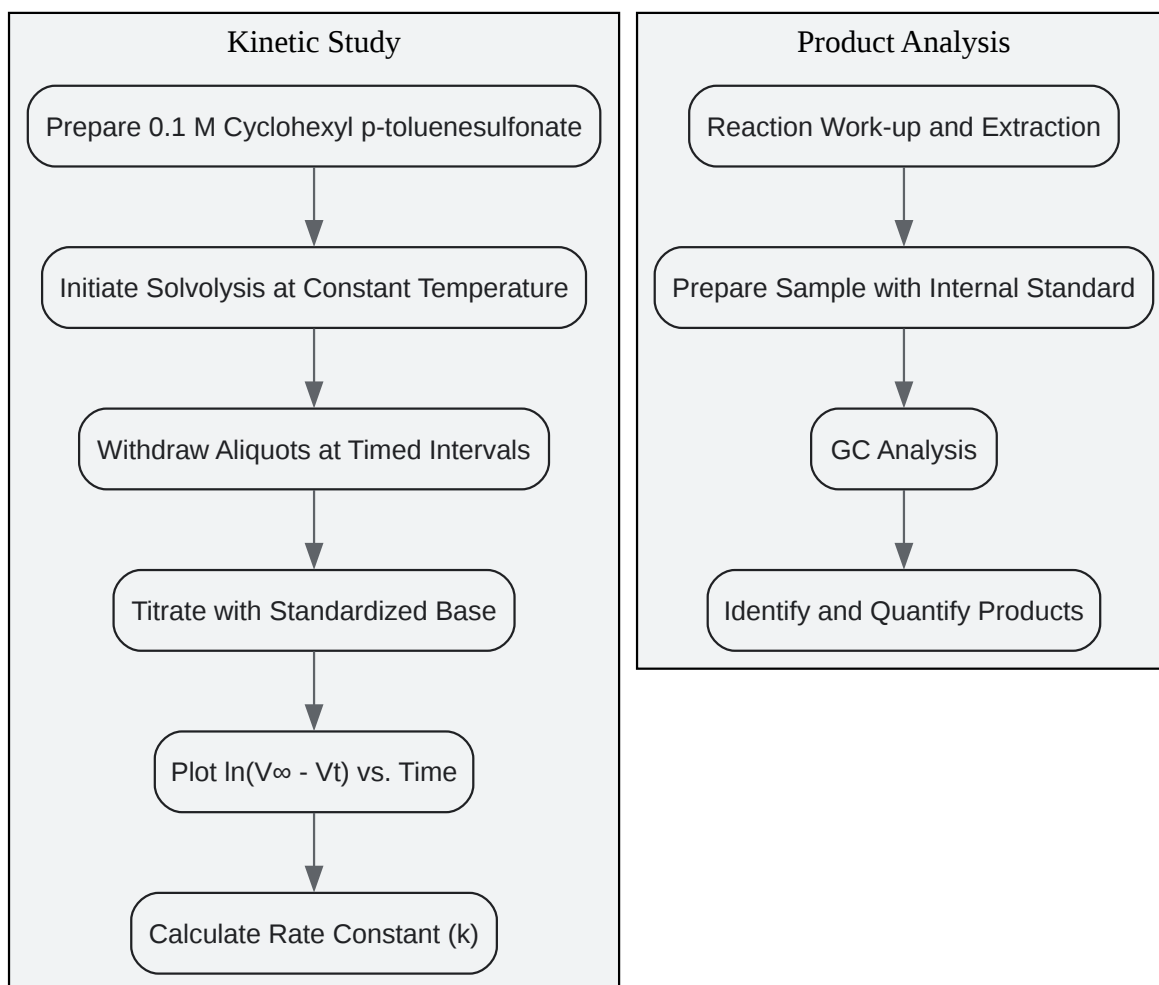 Kinetic Study
Prepare 0.1 M Cyclohexyl p-toluenesulfonate
Initiate Solvolysis at Constant Temperature
Withdraw Aliquots at Timed Intervals
Titrate with Standardized Base
Plot ln(V∞ - Vt) vs. Time
Calculate Rate Constant (k)
Product Analysis
Reaction Work-up and Extraction
Prepare Sample with Internal Standard
GC Analysis
Identify and Quantify Products